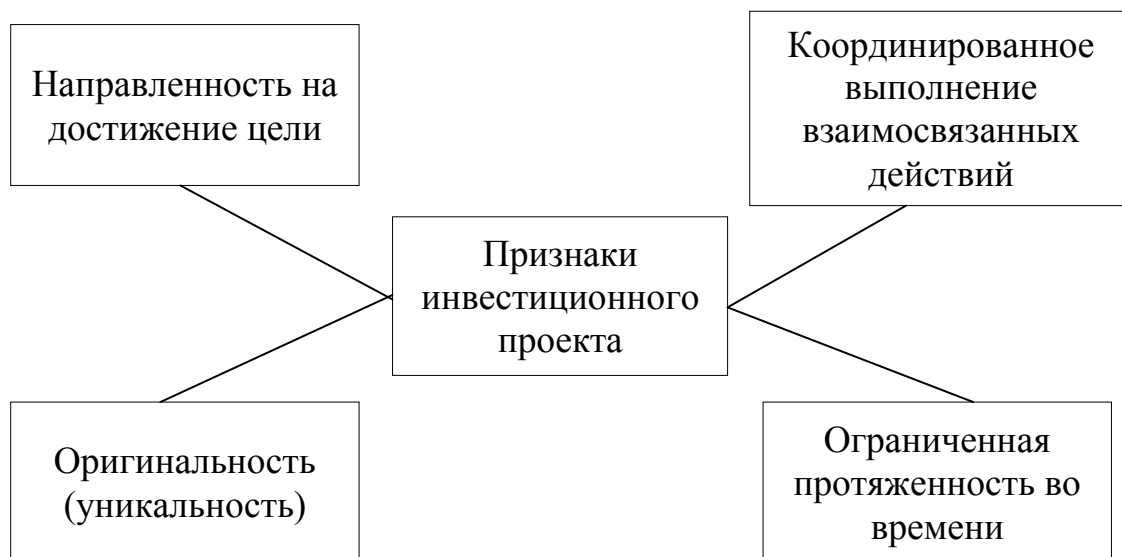 Направленность на
достижение цели
Координированное
выполнение
взаимосвязанных
действий
Признаки
инвестиционного
проекта
Оригинальность
(уникальность)
Ограниченная
протяженность во
времени